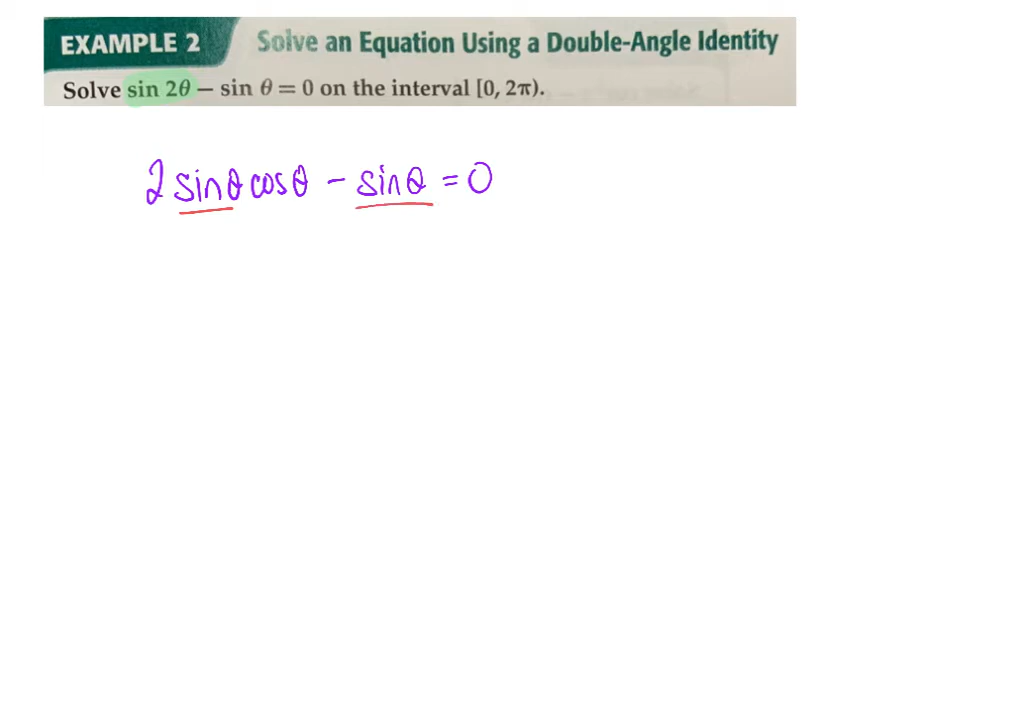 EXAMPLE 2 Solve an Equation Using a Double-Angle Identity
Solve sin 2θ − sin θ = 0 on the interval [0, 2π).
2 sinθ cosθ − sinθ = 0